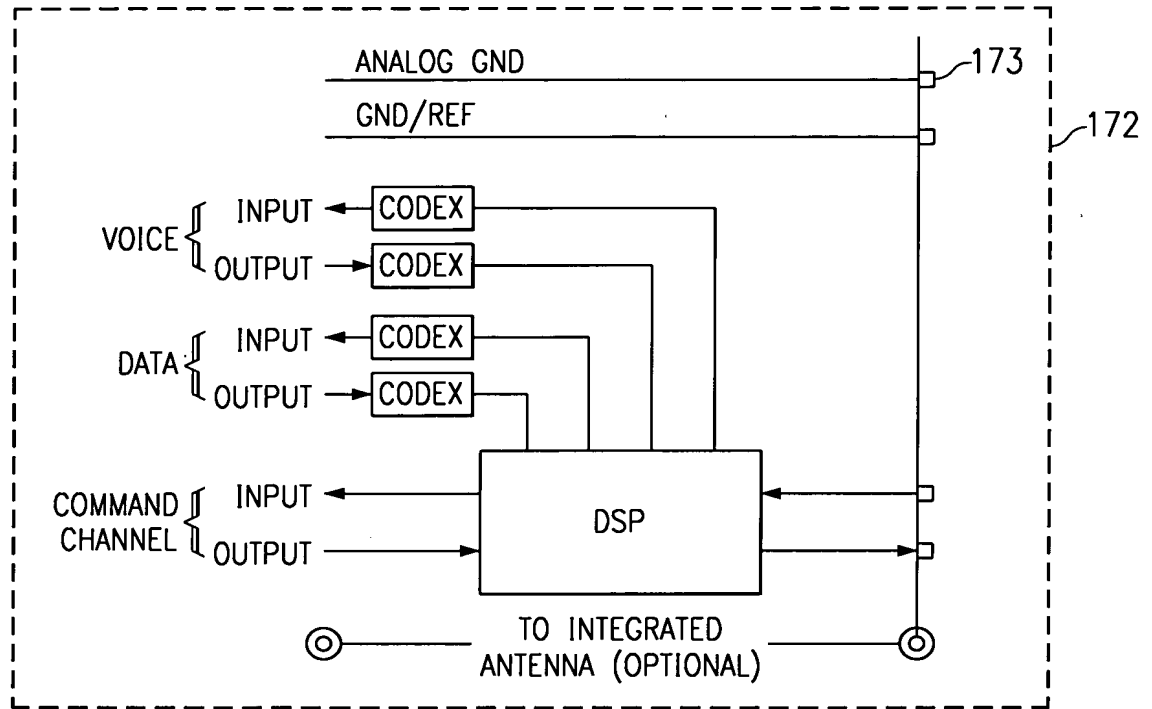 ANALOG GND
173
GND/REF
172
VOICE
INPUT
CODEX
OUTPUT
CODEX
DATA
INPUT
CODEX
OUTPUT
CODEX
COMMAND
CHANNEL
INPUT
OUTPUT
DSP
TO INTEGRATED
ANTENNA (OPTIONAL)